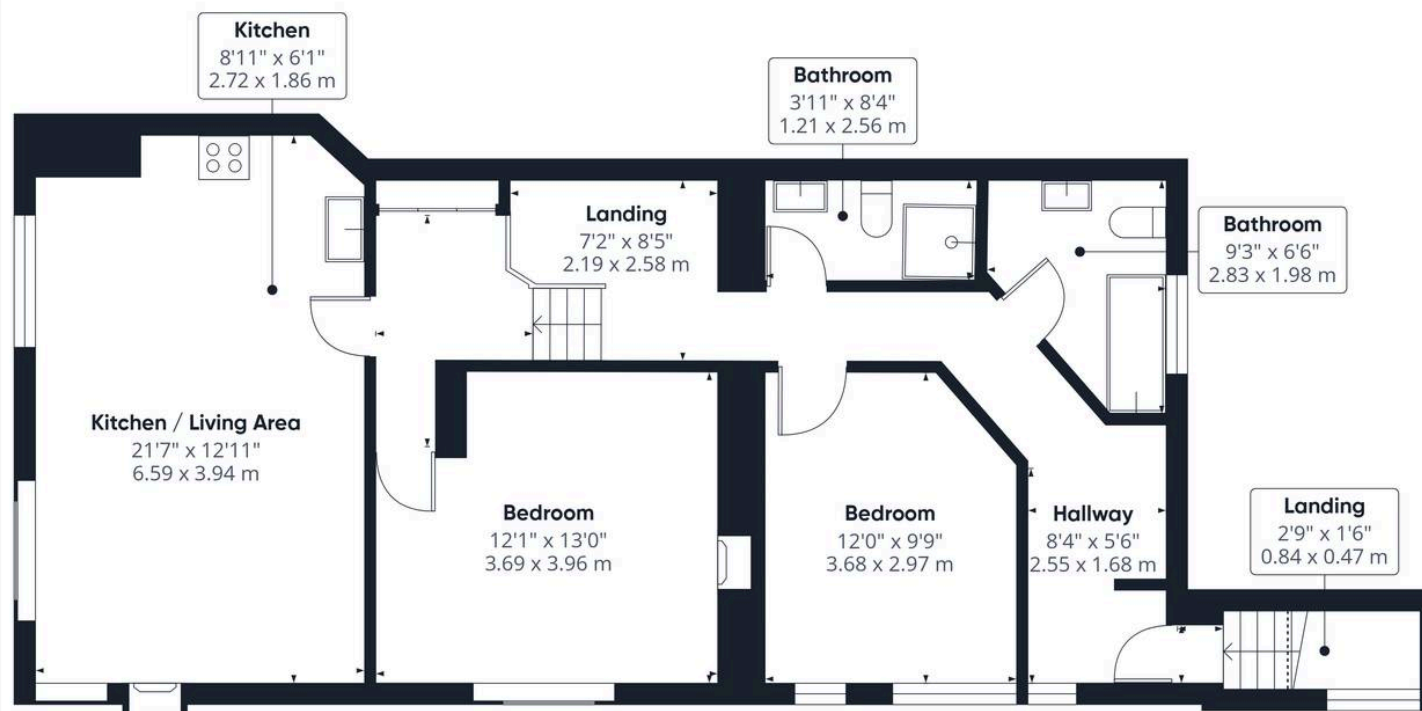 Kitchen
8'11" x 6'1"
2.72 x 1.86 m
Bathroom
3'11" x 8'4"
1.21 x 2.56 m
Landing
7'2" x 8'5"
2.19 x 2.58 m
Bathroom
9'3" x 6'6"
2.83 x 1.98 m
Kitchen / Living Area
21'7" x 12'11"
6.59 x 3.94 m
Bedroom
12'1" x 13'0"
3.69 x 3.96 m
Bedroom
12'0" x 9'9"
3.68 x 2.97 m
Hallway
8'4" x 5'6"
2.55 x 1.68 m
Landing
2'9" x 1'6"
0.84 x 0.47 m